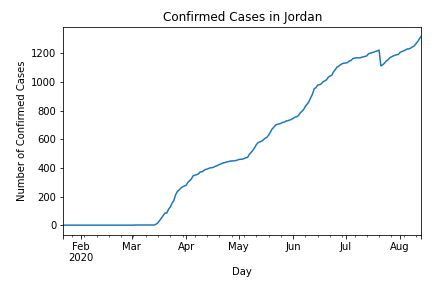 Confirmed Cases in Jordan
Number of Confirmed Cases
1200
1000
800
600
400
200
0
Feb
2020
Mar
Apr
May
Jun
Jul
Aug
Day